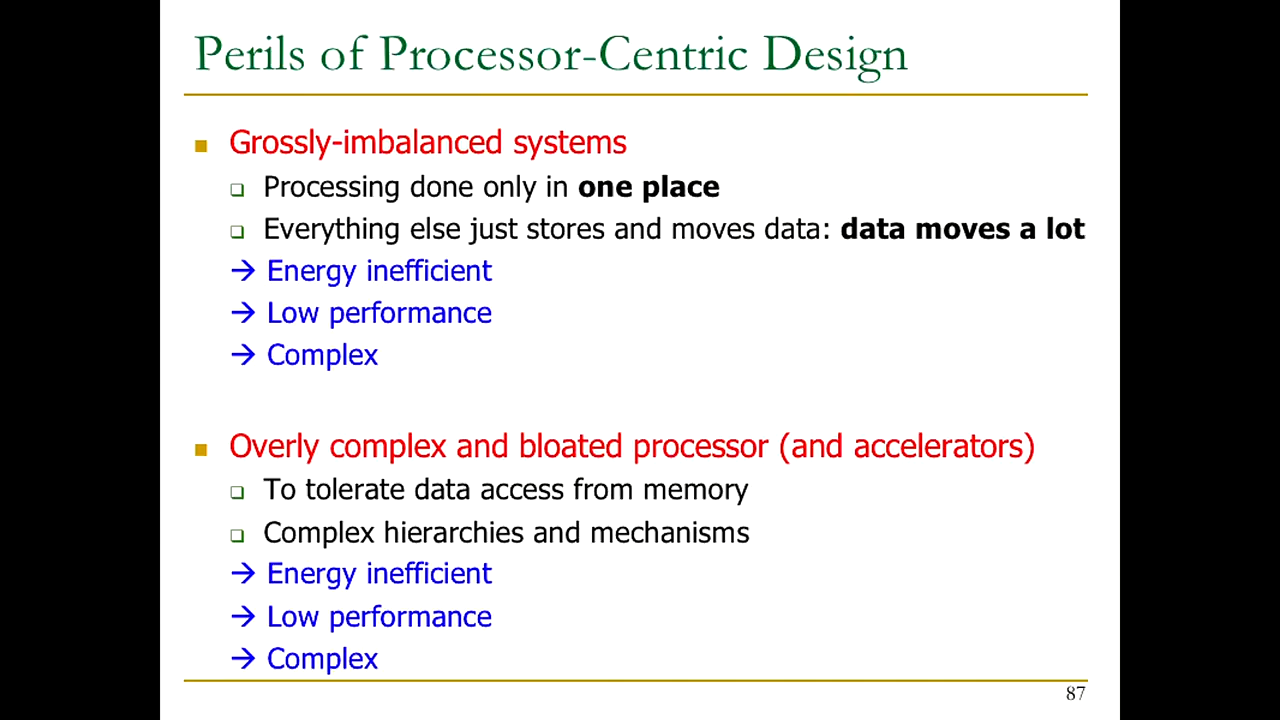 Perils of Processor-Centric Design
Grossly-imbalanced systems
Processing done only in one place
Everything else just stores and moves data: data moves a lot
→ Energy inefficient
→ Low performance
→ Complex
Overly complex and bloated processor (and accelerators)
To tolerate data access from memory
Complex hierarchies and mechanisms
→ Energy inefficient
→ Low performance
→ Complex
87